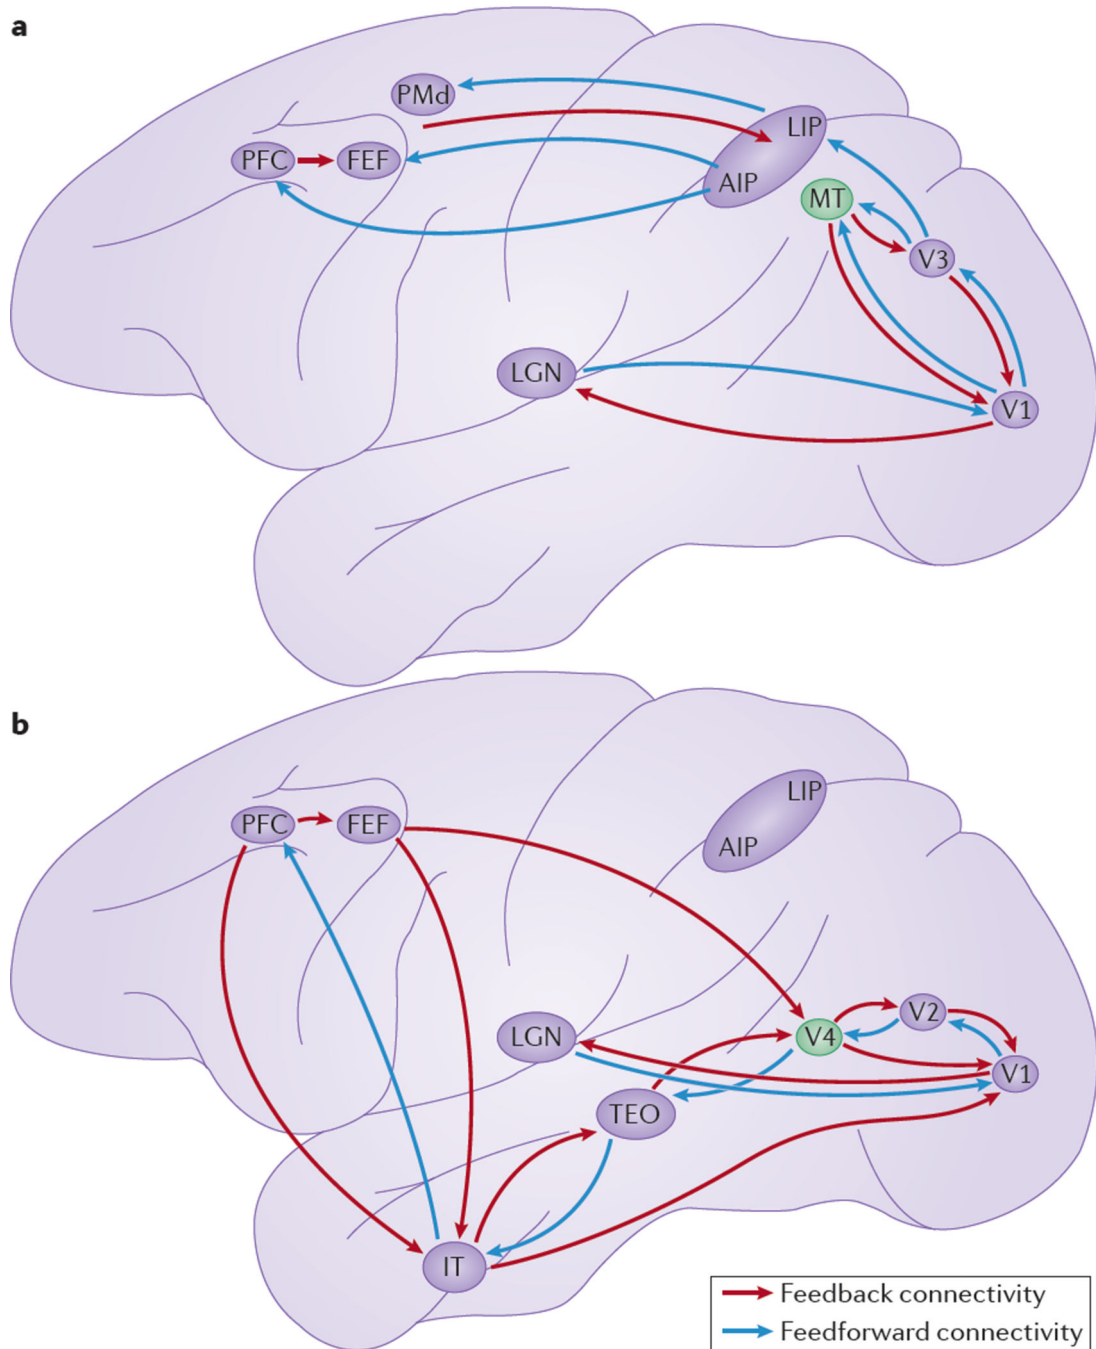 a
PMd
LIP
PFC
FEF
AIP
MT
V3
LGN
V1
b
LIP
PFC
FEF
AIP
V2
LGN
V4
V1
TEO
IT
Feedback connectivity
Feedforward connectivity